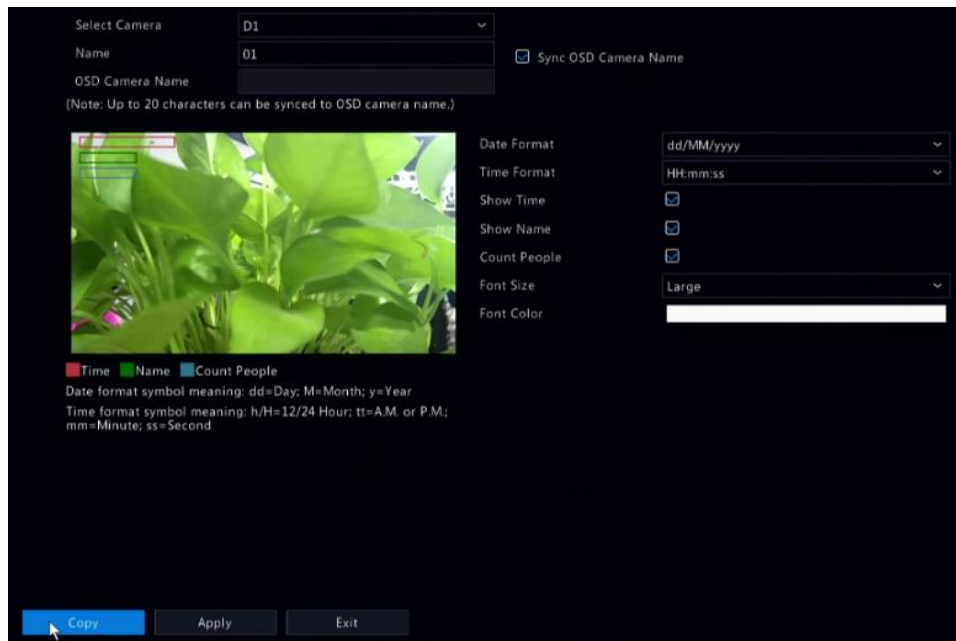 Select Camera D1
Name 01 Sync OSD Camera Name
OSD Camera Name
(Note: Up to 20 characters can be synced to OSD camera name.)
Date Format dd/MM/yyyy
Time Format HH:mm:ss
Show Time
Show Name
Count People
Font Size Large
Font Color
Time Name Count People
Date format symbol meaning: dd=Day; M=Month; y=Year
Time format symbol meaning: h/H=12/24 Hour; tt=A.M. or P.M.;
mm=Minute; ss=Second
Copy Apply Exit